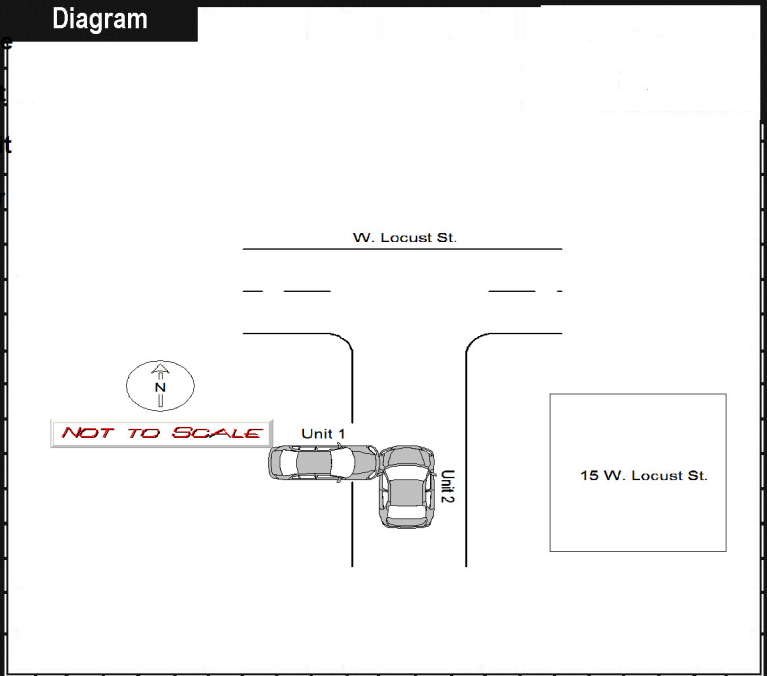 Diagram
e
t
W. Locust St.
N
NOT TO SCALE
Unit 1
Unit 2
15 W. Locust St.